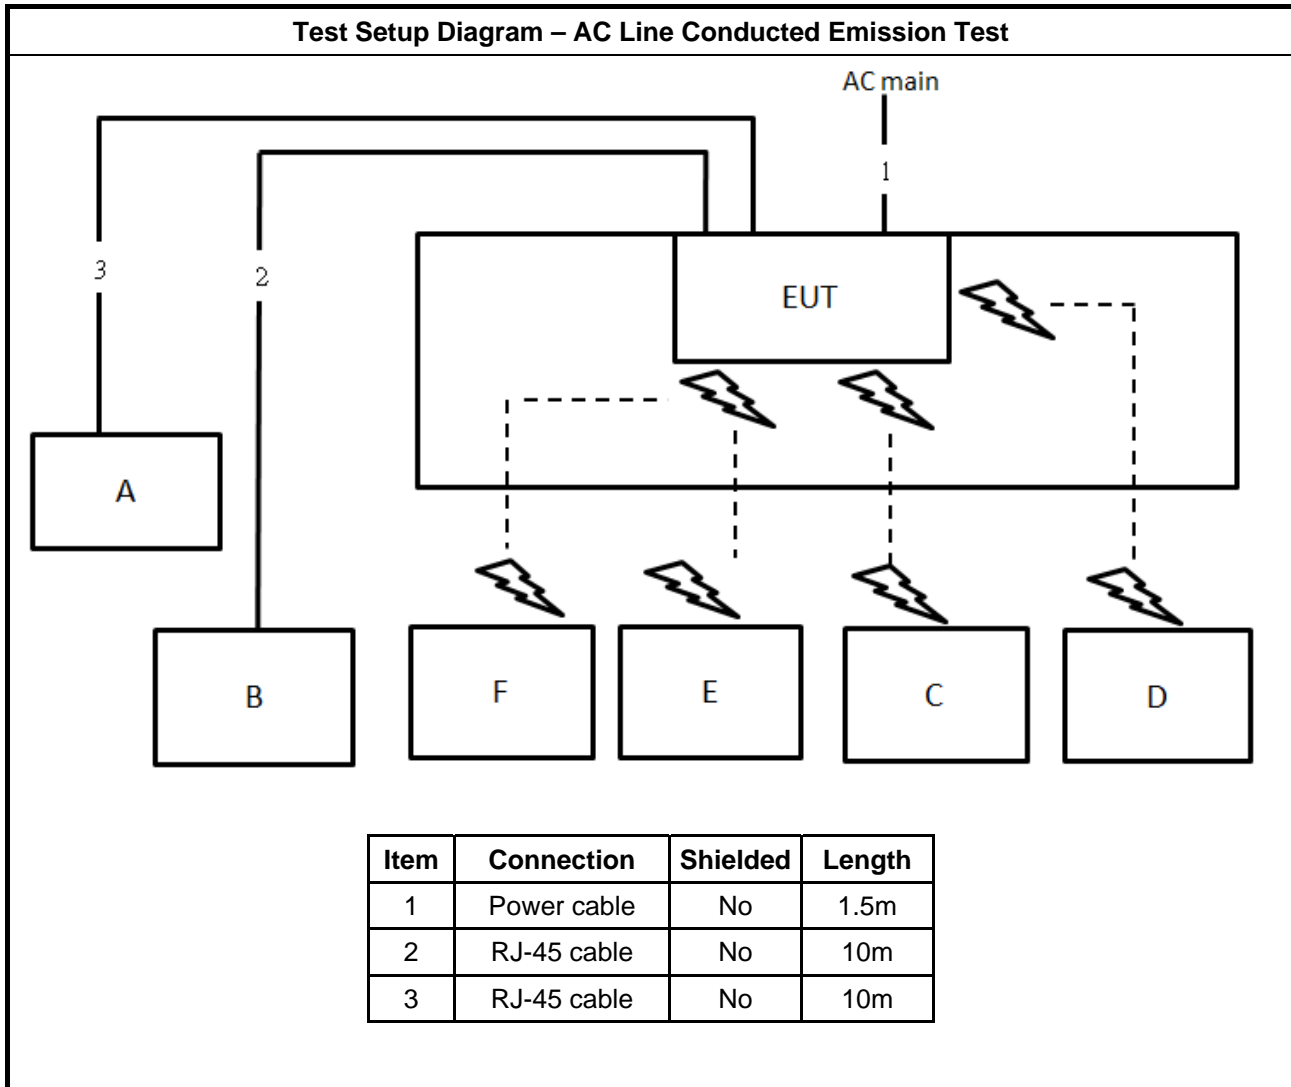 Test Setup Diagram – AC Line Conducted Emission Test
AC main
1
3
2
EUT
A
B
F
E
C
D
Item Connection Shielded Length
1 Power cable No 1.5m
2 RJ-45 cable No 10m
3 RJ-45 cable No 10m